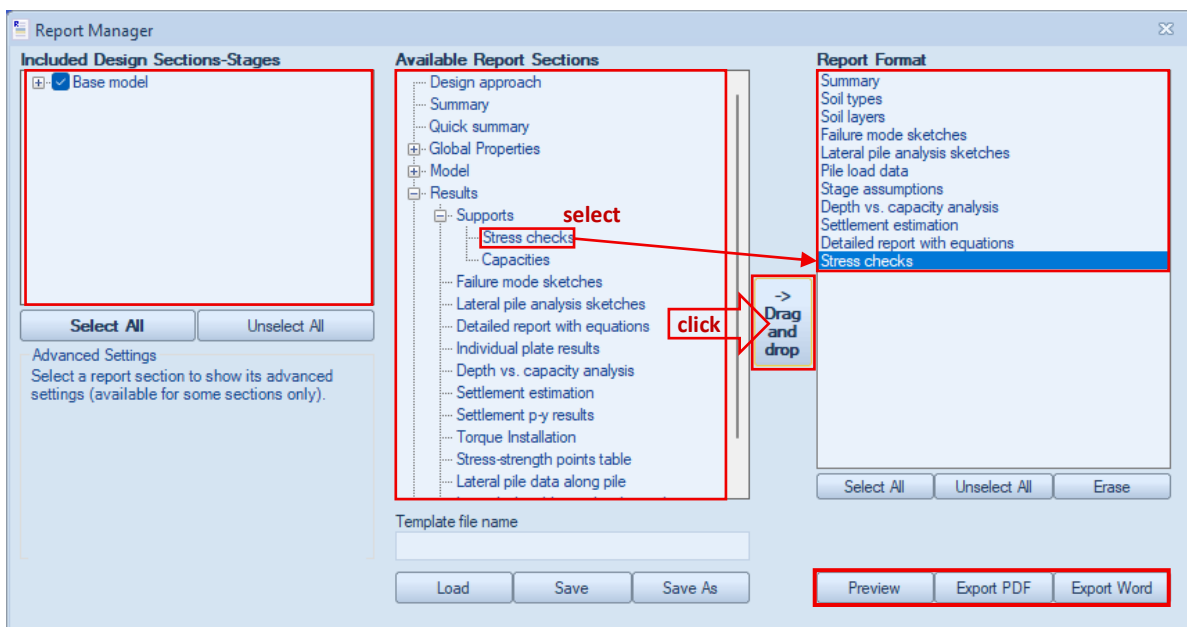 Report Manager
Included Design Sections-Stages
Base model
Select All
Unselect All
Advanced Settings
Select a report section to show its advanced
settings (available for some sections only).
Available Report Sections
Design approach
Summary
Quick summary
Global Properties
Model
Results
Supports
select
Stress checks
Capacities
Failure mode sketches
Lateral pile analysis sketches
Detailed report with equations
Individual plate results
Depth vs. capacity analysis
Settlement estimation
Settlement p-y results
Torque Installation
Stress-strength points table
Lateral pile data along pile
Template file name
Load
Save
Save As
click
->
Drag
and
drop
Report Format
Summary
Soil types
Soil layers
Failure mode sketches
Lateral pile analysis sketches
Pile load data
Stage assumptions
Depth vs. capacity analysis
Settlement estimation
Detailed report with equations
Stress checks
Select All
Unselect All
Erase
Preview
Export PDF
Export Word